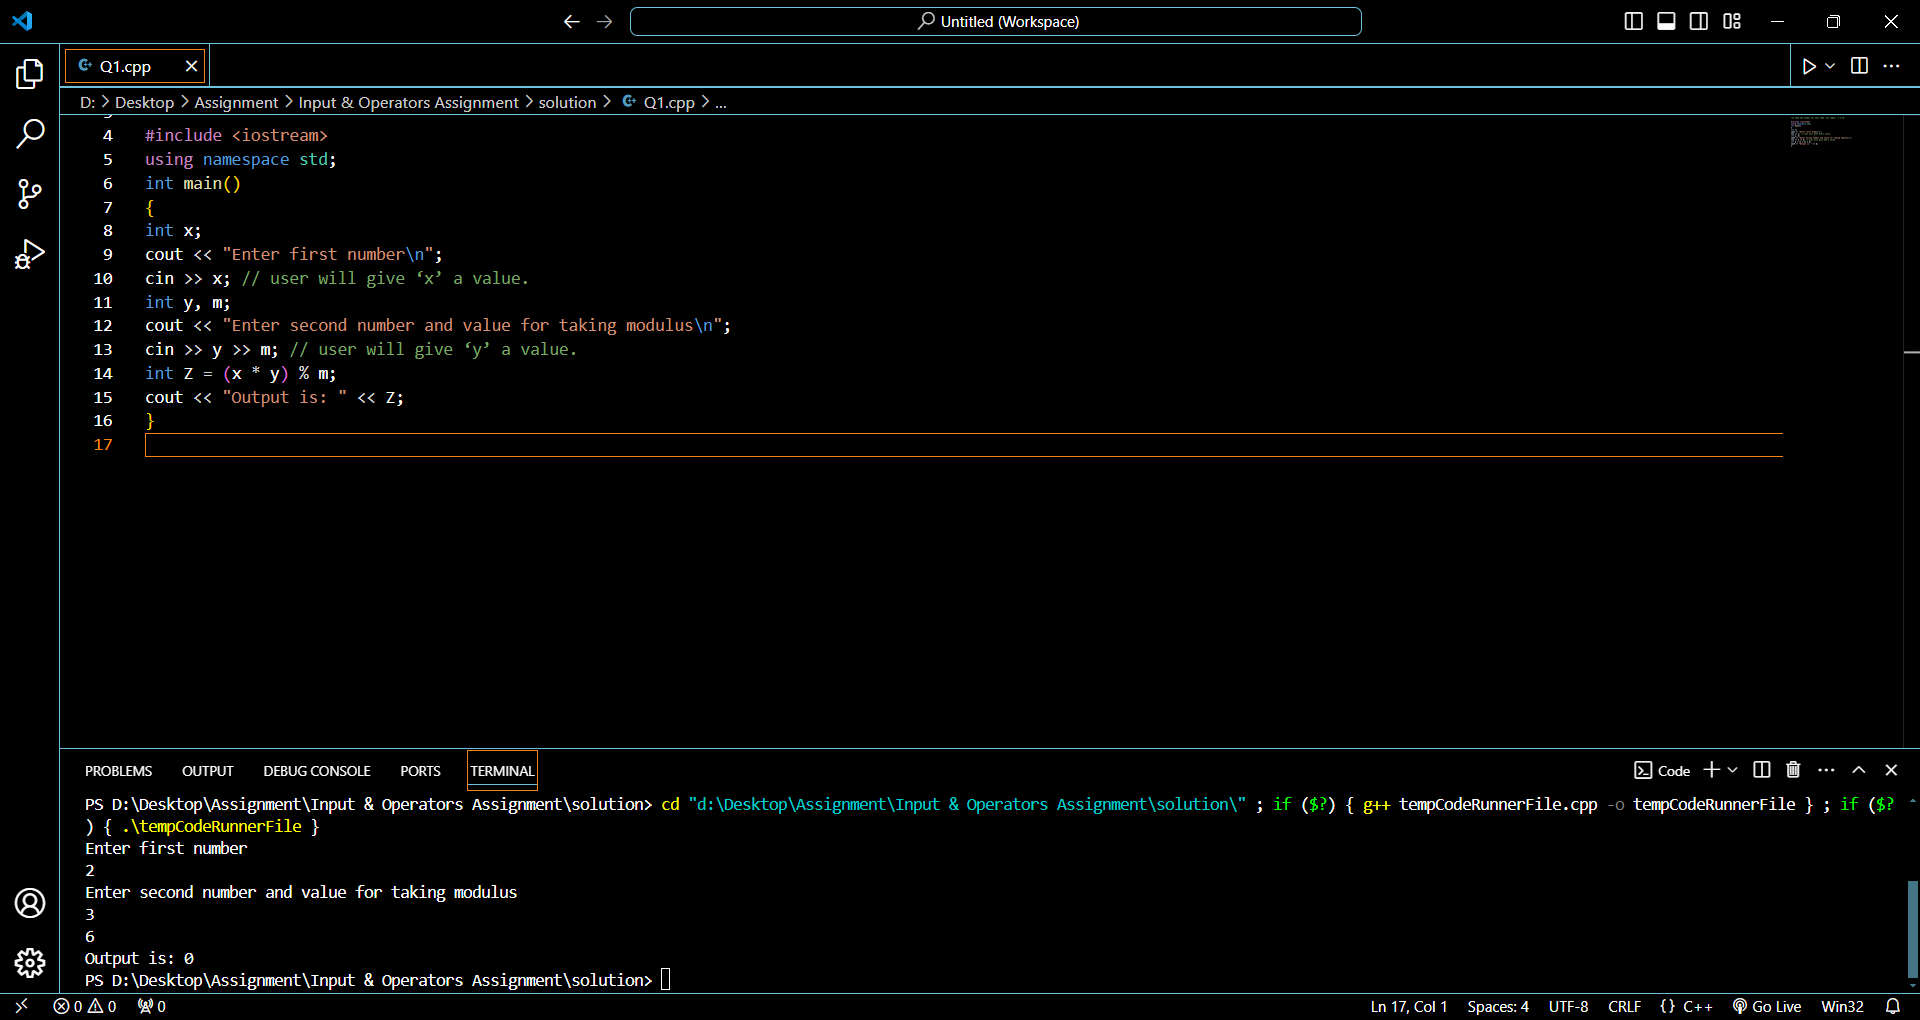 Untitled (Workspace)
Q1.cpp
D: > Desktop > Assignment > Input & Operators Assignment > solution > Q1.cpp > ...
4 #include <iostream>
5 using namespace std;
6 int main()
7 {
8 int x;
9 cout << "Enter first number\n";
10 cin >> x; // user will give ‘x’ a value.
11 int y, m;
12 cout << "Enter second number and value for taking modulus\n";
13 cin >> y >> m; // user will give ‘y’ a value.
14 int Z = (x * y) % m;
15 cout << "Output is: " << Z;
16 }
17
PROBLEMS OUTPUT DEBUG CONSOLE PORTS TERMINAL Code
PS D:\Desktop\Assignment\Input & Operators Assignment\solution> cd "d:\Desktop\Assignment\Input & Operators Assignment\solution\" ; if ($?) { g++ tempCodeRunnerFile.cpp -o tempCodeRunnerFile } ; if ($?
) { .\tempCodeRunnerFile }
Enter first number
2
Enter second number and value for taking modulus
3
6
Output is: 0
PS D:\Desktop\Assignment\Input & Operators Assignment\solution>
0 0 0 Ln 17, Col 1 Spaces: 4 UTF-8 CRLF {} C++ Go Live Win32